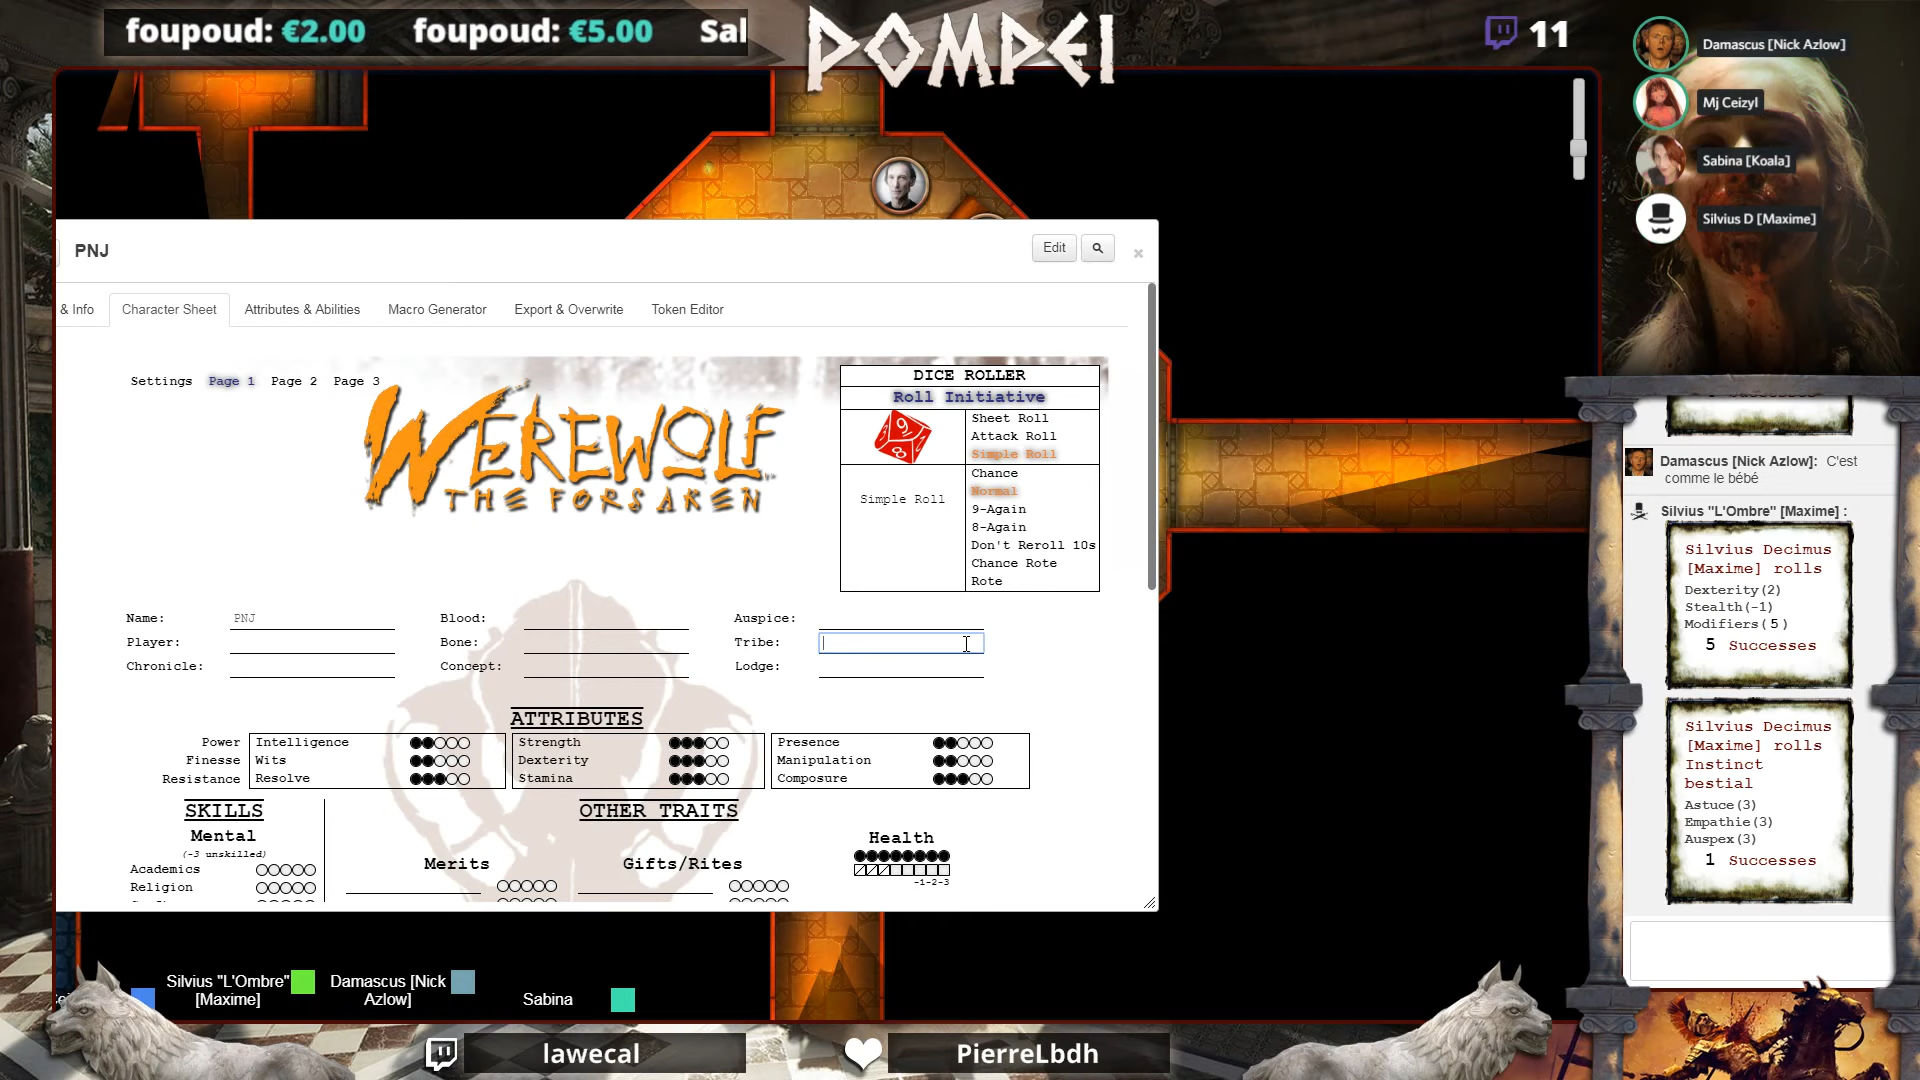 foupoud: €2.00 foupoud: €5.00 Sal
POMPEI
11
Damascus [Nick Azlow]
Mj Ceizyl
Sabina [Koala]
Silvius D [Maxime]
PNJ
Edit
×
& Info
Character Sheet
Attributes & Abilities
Macro Generator
Export & Overwrite
Token Editor
Settings Page 1 Page 2 Page 3
WEREWOLF
THE FORSAKEN
DICE ROLLER
Roll Initiative
Sheet Roll
Attack Roll
Simple Roll
Simple Roll
Chance
Normal
9-Again
8-Again
Don't Reroll 10s
Chance Rote
Rote
Name: PNJ Blood: Auspice:
Player: Bone: Tribe:
Chronicle: Concept: Lodge:
ATTRIBUTES
Power Intelligence Strength Presence
Finesse Wits Dexterity Manipulation
Resistance Resolve Stamina Composure
SKILLS
Mental
(-3 unskilled)
Academics
Religion
OTHER TRAITS
Merits
Gifts/Rites
Health
-1-2-3
Successes
Damascus [Nick Azlow]: C'est
comme le bébé
Silvius "L'Ombre" [Maxime] :
Silvius Decimus
[Maxime] rolls
Dexterity(2)
Stealth(-1)
Modifiers(5)
5 Successes
Silvius Decimus
[Maxime] rolls
Instinct
bestial
Astuce(3)
Empathie(3)
Auspex(3)
1 Successes
Silvius "L'Ombre"
[Maxime]
Damascus [Nick
Azlow]
Sabina
lawecal
PierreLbdh